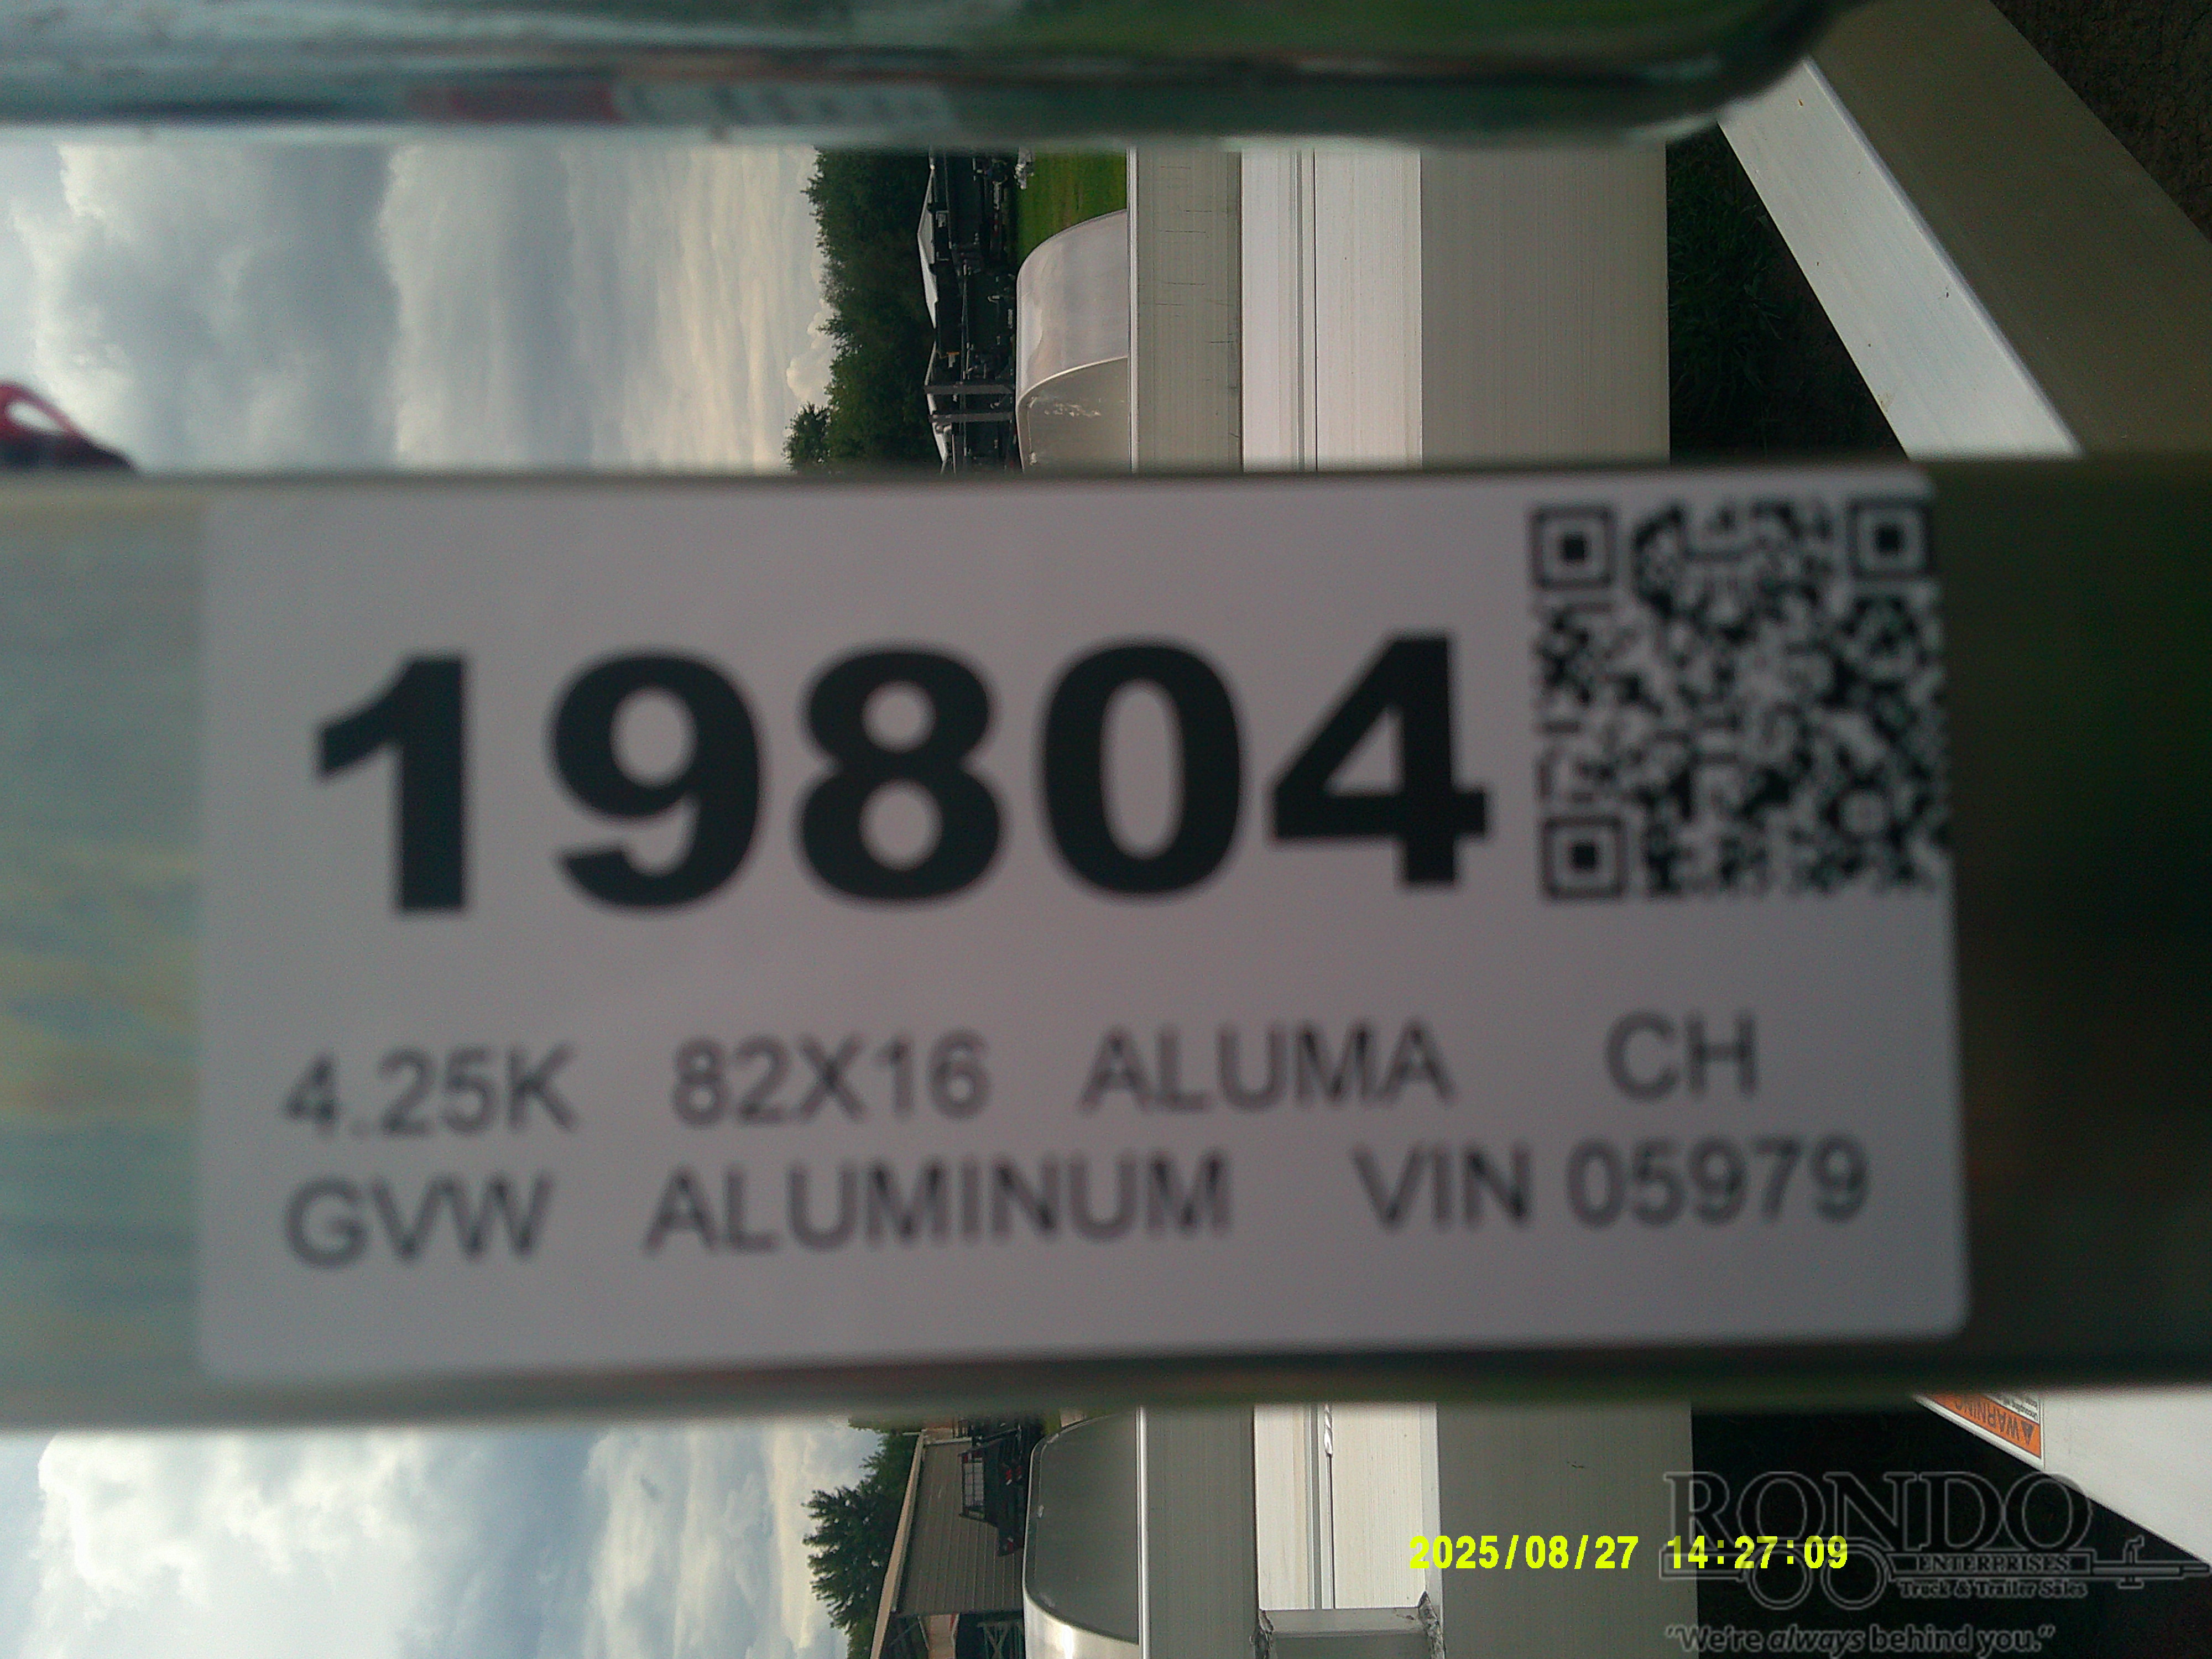 19804
4.25K 82X16 ALUMA CH
GVW ALUMINUM VIN 05979
WARNING
2025/08/27 14:27:09
RONDO
ENTERPRISES
Truck & Trailer Sales
"We're always behind you."